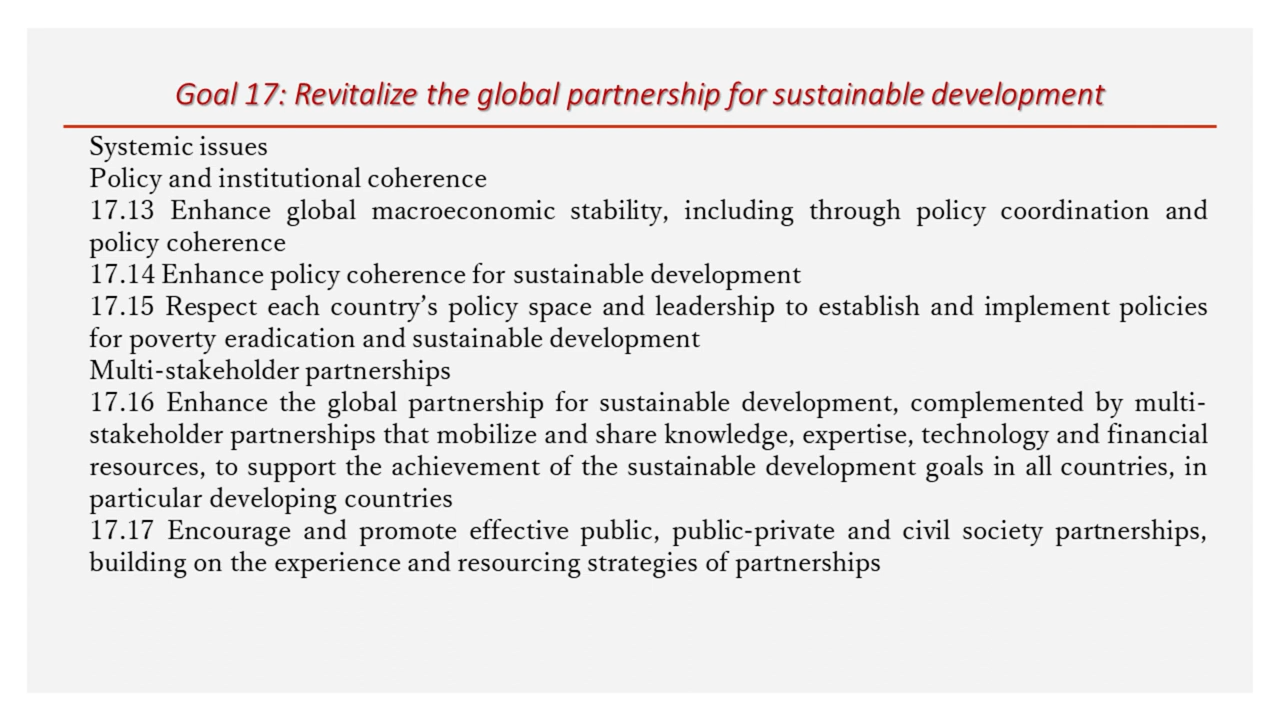 Goal 17: Revitalize the global partnership for sustainable development
Systemic issues
Policy and institutional coherence
17.13 Enhance global macroeconomic stability, including through policy coordination and
policy coherence
17.14 Enhance policy coherence for sustainable development
17.15 Respect each country’s policy space and leadership to establish and implement policies
for poverty eradication and sustainable development
Multi-stakeholder partnerships
17.16 Enhance the global partnership for sustainable development, complemented by multi-
stakeholder partnerships that mobilize and share knowledge, expertise, technology and financial
resources, to support the achievement of the sustainable development goals in all countries, in
particular developing countries
17.17 Encourage and promote effective public, public-private and civil society partnerships,
building on the experience and resourcing strategies of partnerships